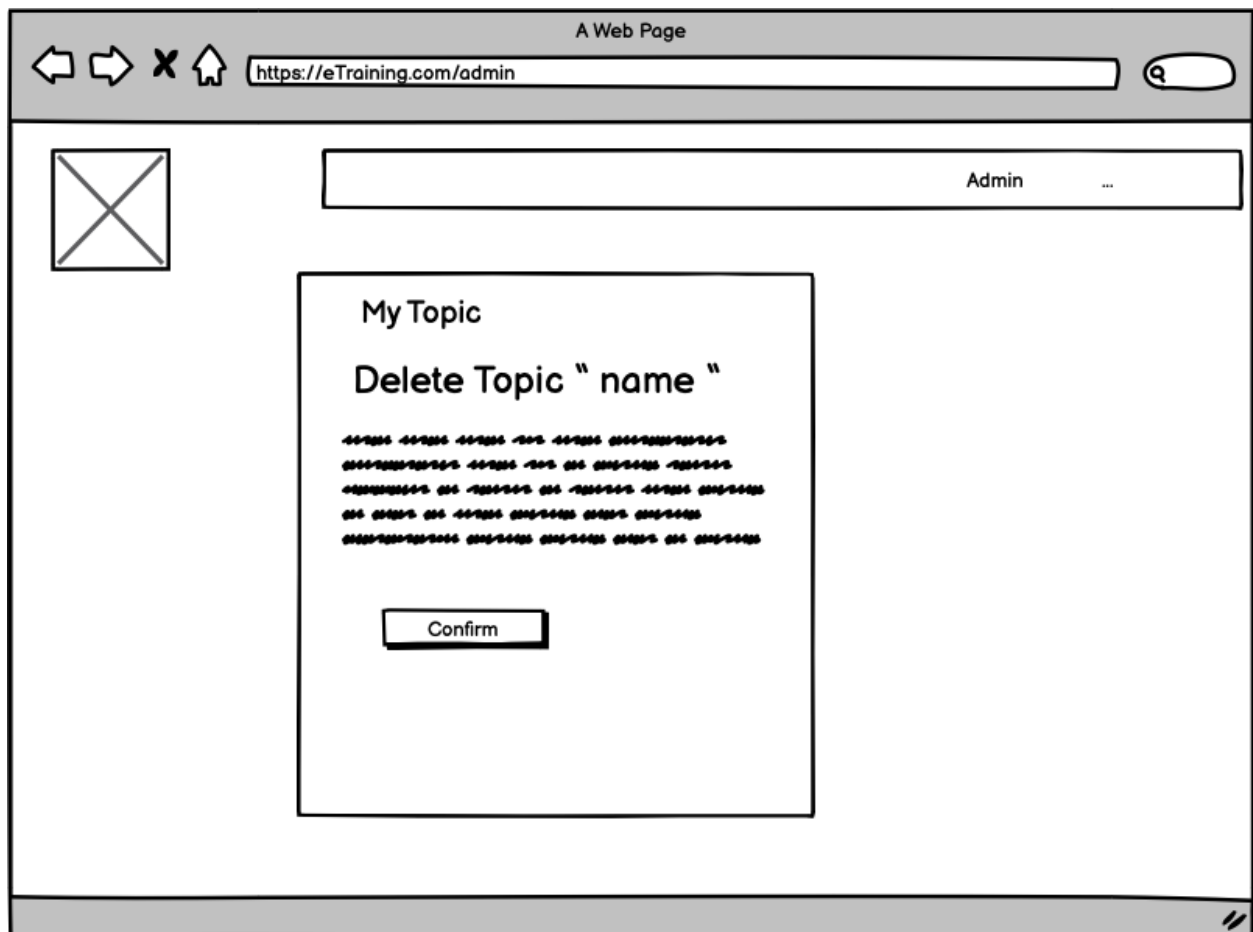 A Web Page
https://eTraining.com/admin
Admin ...
My Topic
Delete Topic “ name “
Confirm